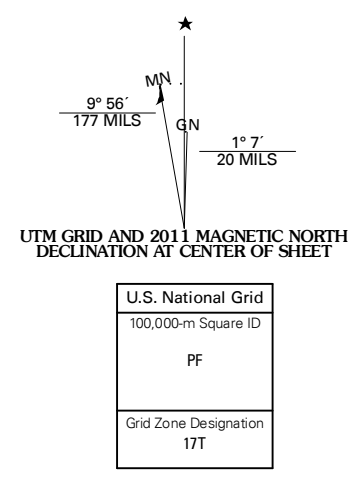 MN
GN
9° 56´
177 MILS
1° 7´
20 MILS
UTM GRID AND 2011 MAGNETIC NORTH
DECLINATION AT CENTER OF SHEET
U.S. National Grid
100,000-m Square ID
PF
Grid Zone Designation
17T